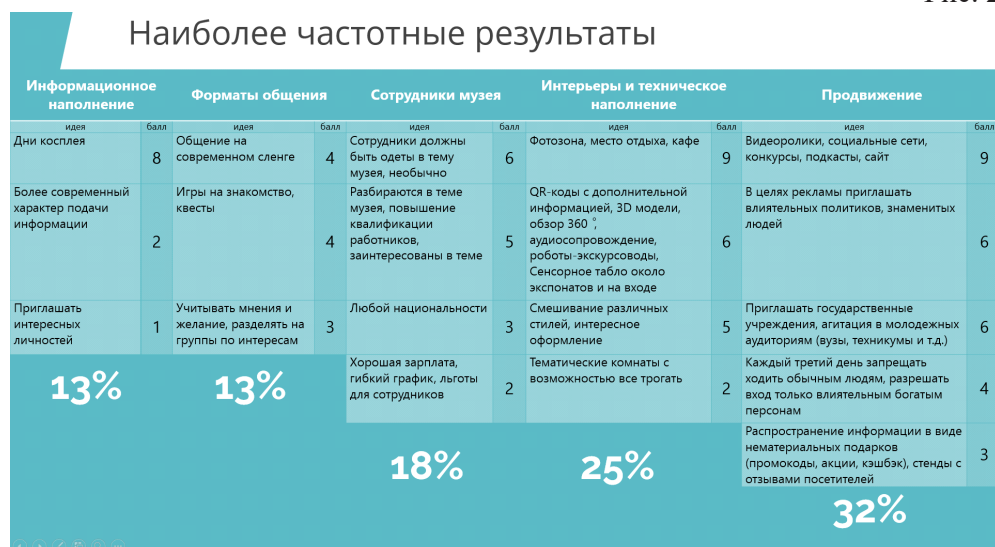 Наиболее частотные результаты
Информационное
наполнение
Форматы общения
Сотрудники музея
Интерьеры и техническое
наполнение
Продвижение
идея
балл
идея
балл
идея
балл
идея
балл
идея
балл
Дни косплея
8
Общение на
современном сленге
4
Сотрудники должны
быть одеты в тему
музея, необычно
6
Фотозона, место отдыха, кафе
9
Видеоролики, социальные сети,
конкурсы, подкасты, сайт
9
Более современный
характер подачи
информации
2
Игры на знакомство,
квесты
4
Разбираются в теме
музея, повышение
квалификации
работников,
заинтересованы в теме
5
QR-коды с дополнительной
информацией, 3D модели,
обзор 360 °,
аудиосопровождение,
роботы-экскурсоводы,
Сенсорное табло около
экспонатов и на входе
6
В целях рекламы приглашать
влиятельных политиков, знаменитых
людей
6
Приглашать
интересных
личностей
1
Учитывать мнения и
желание, разделять на
группы по интересам
3
Любой национальности
3
Смешивание различных
стилей, интересное
оформление
5
Приглашать государственные
учреждения, агитация в молодежных
аудиториям (вузы, техникумы и т.д.)
6
Хорошая зарплата,
гибкий график, льготы
для сотрудников
2
Тематические комнаты с
возможностью все трогать
2
Каждый третий день запрещать
ходить обычным людям, разрешать
вход только влиятельным богатым
персонам
4
Распространение информации в виде
нематериальных подарков
(промокоды, акции, кэшбэк), стенды с
отзывами посетителей
3
13%
13%
18%
25%
32%